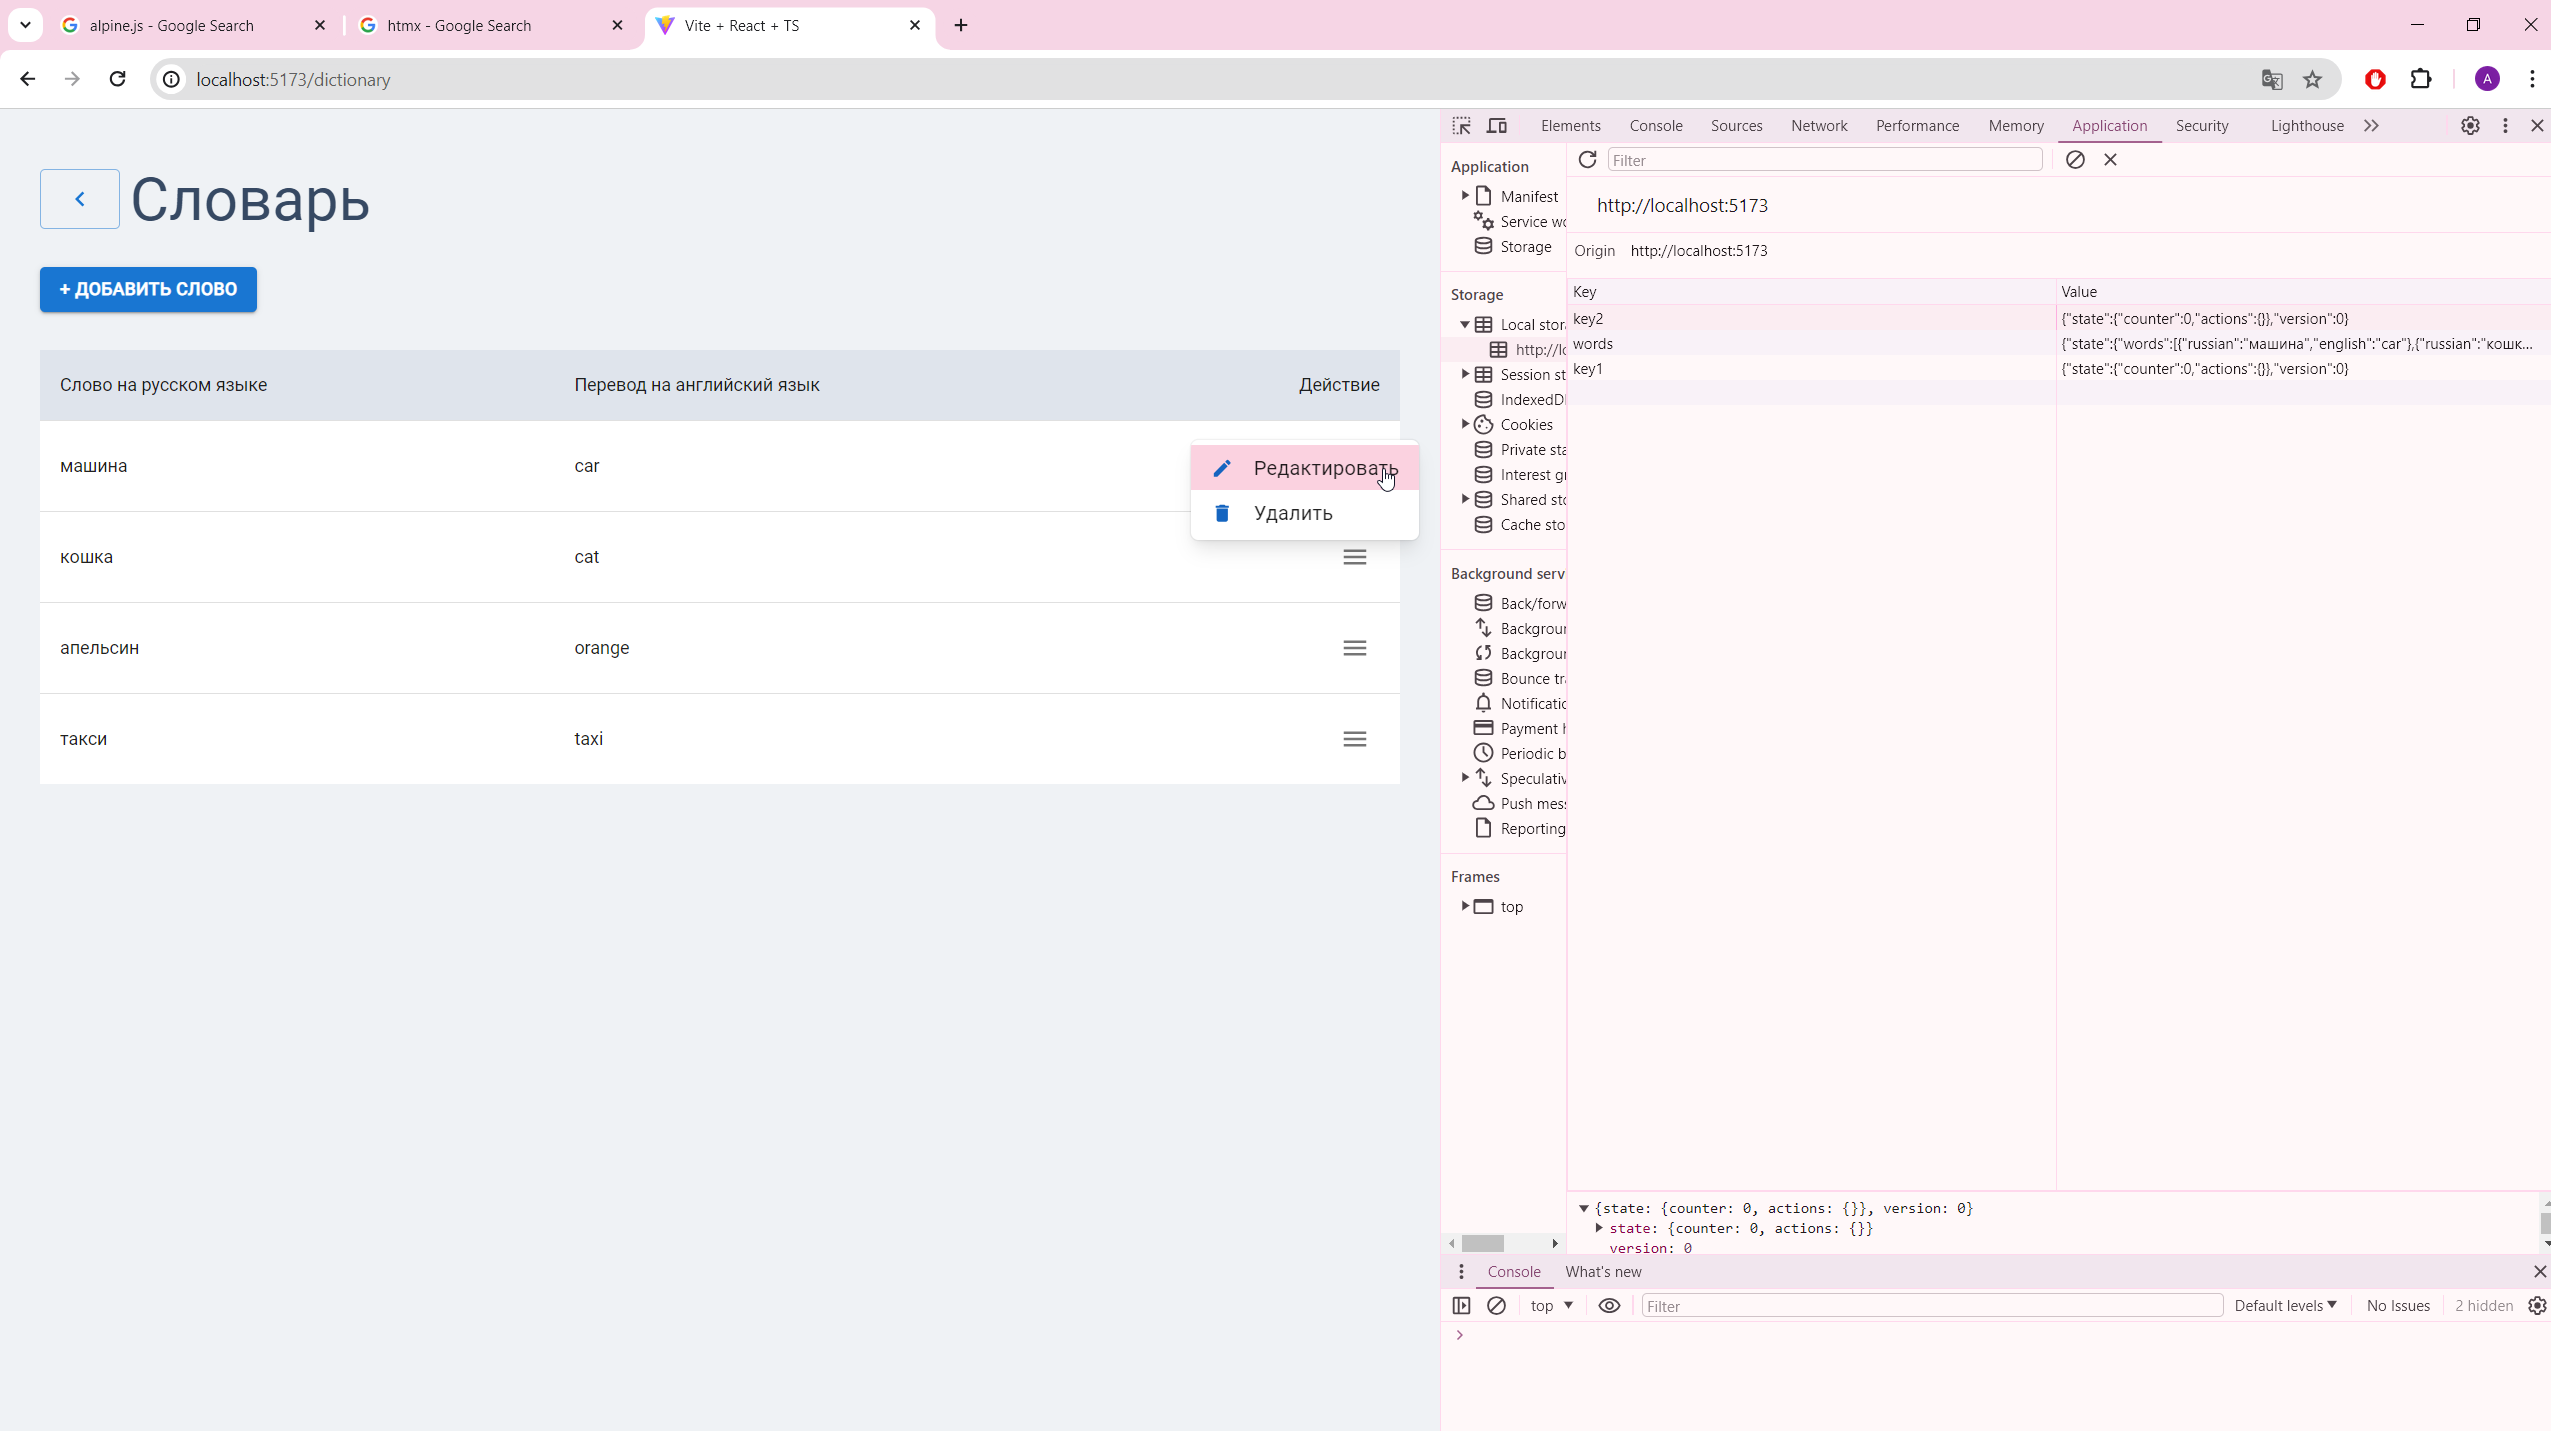 alpine.js - Google Search
htmx - Google Search
Vite + React + TS
localhost:5173/dictionary
A
Словарь
+ ДОБАВИТЬ СЛОВО
Слово на русском языке Перевод на английский язык Действие
машина car
Редактировать
Удалить
кошка cat
апельсин orange
такси taxi
Elements Console Sources Network Performance Memory Application Security Lighthouse
Application
Manifest
Service wo
Storage
Storage
Local stor
http://lo
Session st
IndexedD
Cookies
Private sta
Interest gr
Shared sto
Cache sto
Background serv
Back/forw
Backgroun
Backgroun
Bounce tra
Notificatio
Payment h
Periodic b
Speculativ
Push mess
Reporting
Frames
top
Filter
http://localhost:5173
Origin http://localhost:5173
Key Value
key2 {"state":{"counter":0,"actions":{}},"version":0}
words {"state":{"words":[{"russian":"машина","english":"car"},{"russian":"кошк...
key1 {"state":{"counter":0,"actions":{}},"version":0}
{state: {counter: 0, actions: {}}, version: 0}
state: {counter: 0, actions: {}}
version: 0
Console What's new
top Filter Default levels No Issues 2 hidden